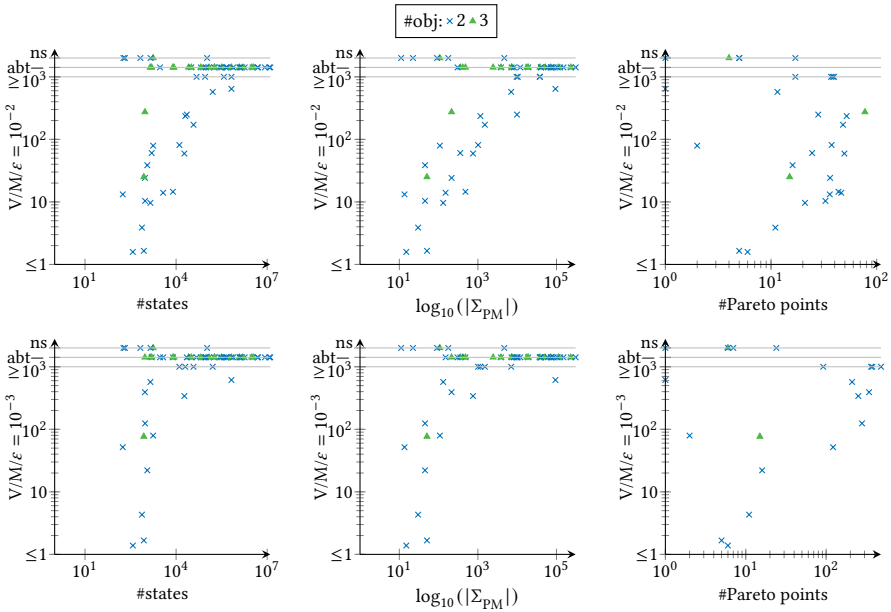 #obj: 2 3
ns
abt
≥10³
10²
10
≤1
V/M/ε = 10⁻²
10¹ 10⁴ 10⁷
#states
ns
abt
≥10³
10²
10
≤1
V/M/ε = 10⁻²
10¹ 10³ 10⁵
log₁₀(|Σ_PM|)
ns
abt
≥10³
10²
10
≤1
V/M/ε = 10⁻²
10⁰ 10¹ 10²
#Pareto points
ns
abt
≥10³
10²
10
≤1
V/M/ε = 10⁻³
10¹ 10⁴ 10⁷
#states
ns
abt
≥10³
10²
10
≤1
V/M/ε = 10⁻³
10¹ 10³ 10⁵
log₁₀(|Σ_PM|)
ns
abt
≥10³
10²
10
≤1
V/M/ε = 10⁻³
10⁰ 10¹ 10²
#Pareto points